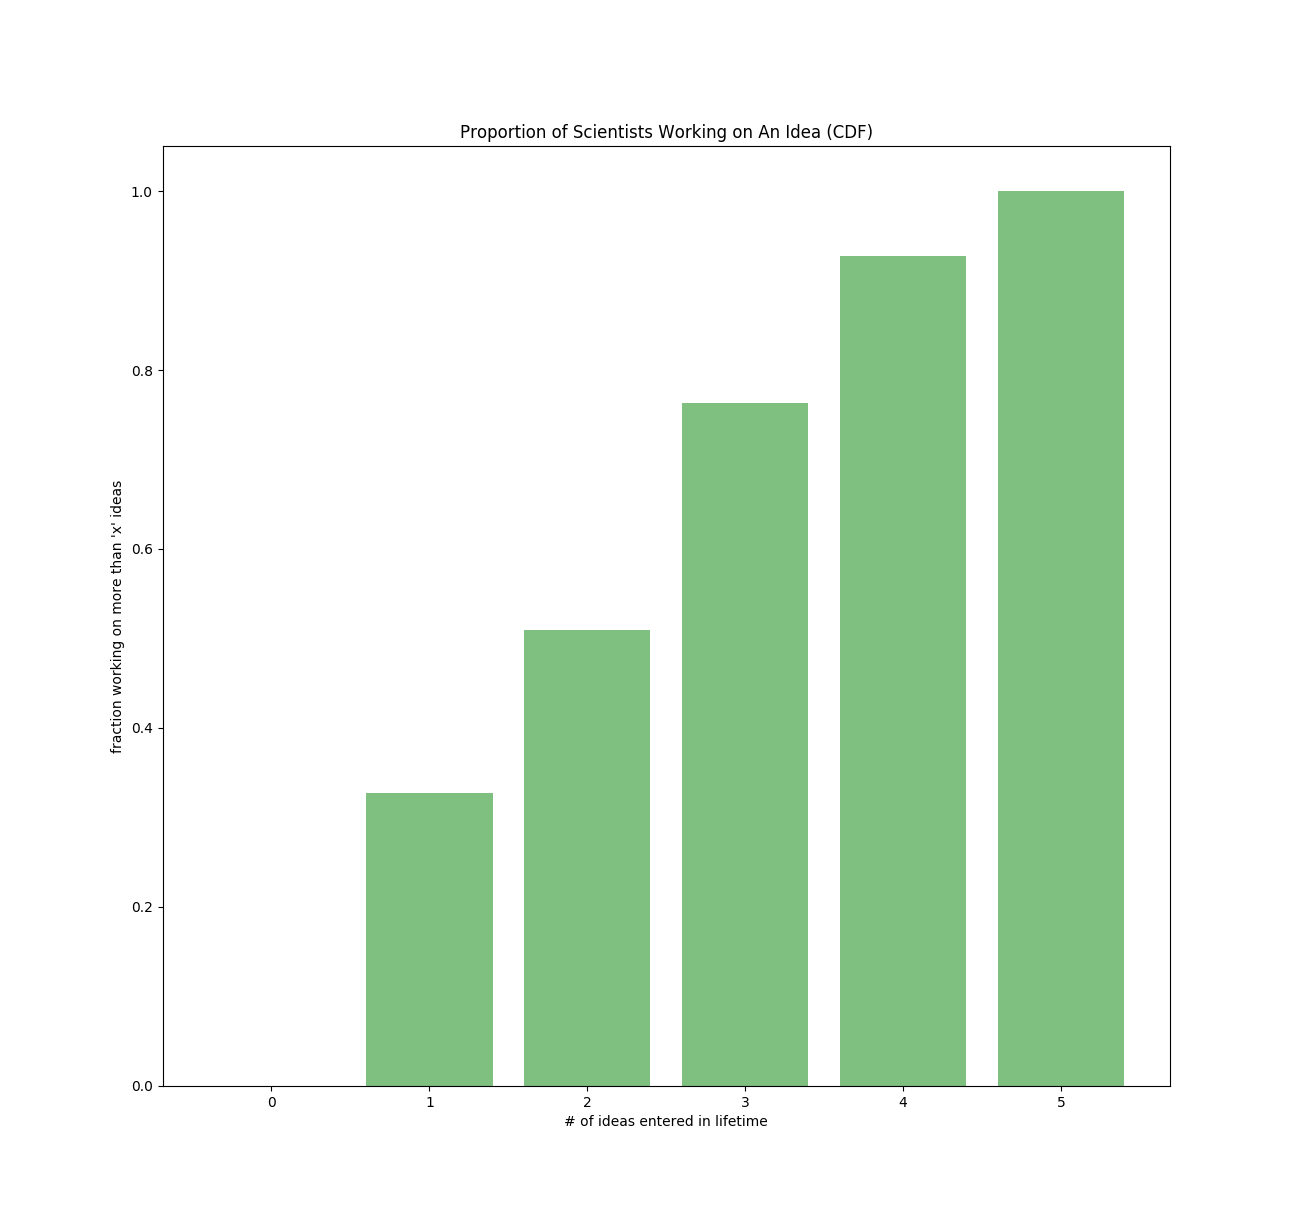 Proportion of Scientists Working on An Idea (CDF)
1.0
0.8
0.6
0.4
0.2
0.0
fraction working on more than 'x' ideas
0 1 2 3 4 5
# of ideas entered in lifetime